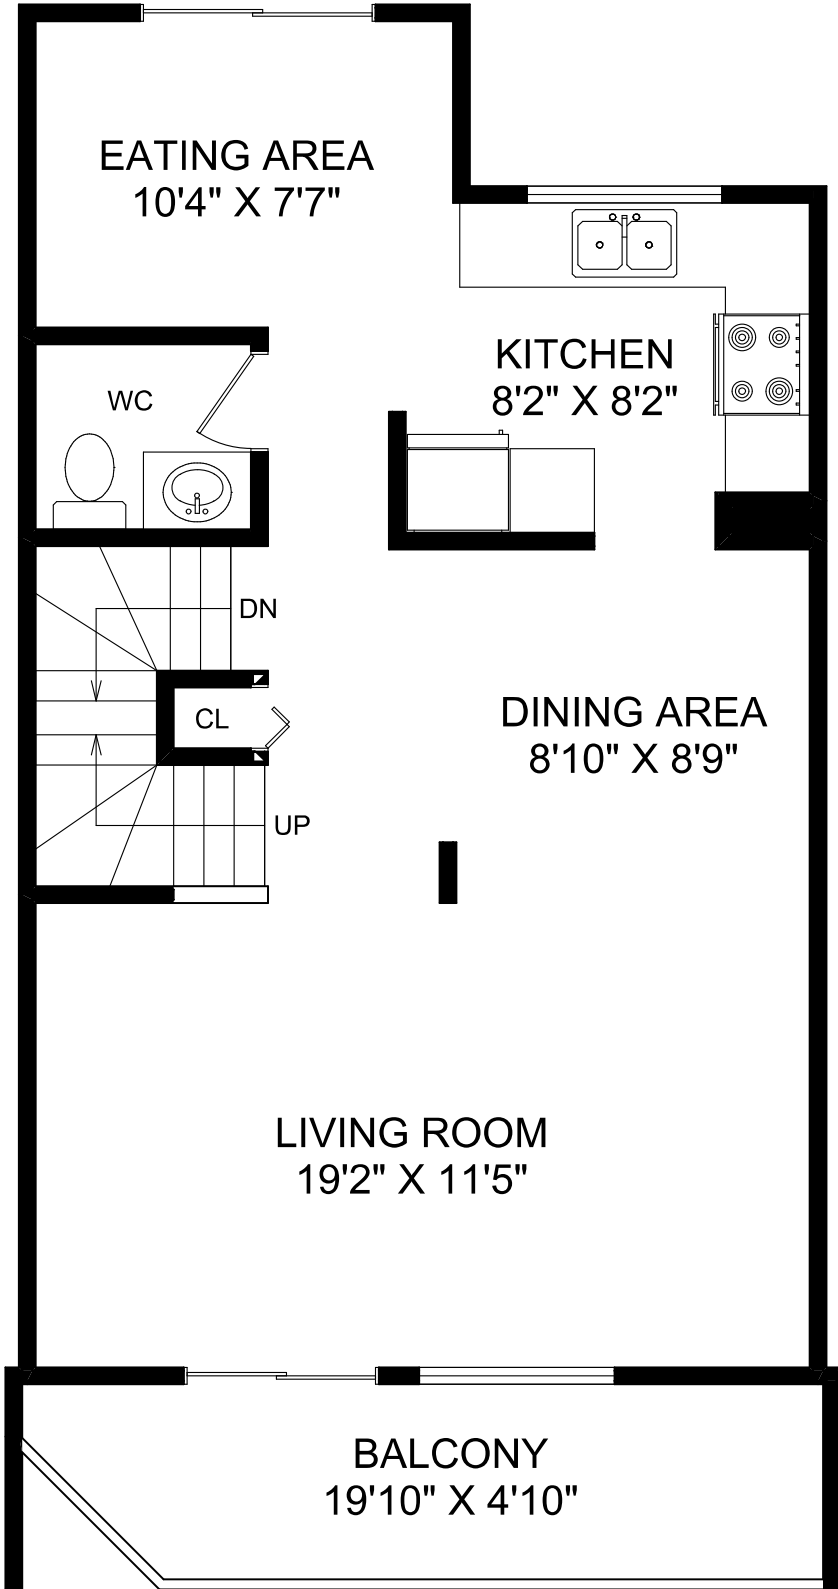 EATING AREA
10'4" X 7'7"
KITCHEN
8'2" X 8'2"
WC
DN
CL
DINING AREA
8'10" X 8'9"
UP
LIVING ROOM
19'2" X 11'5"
BALCONY
19'10" X 4'10"